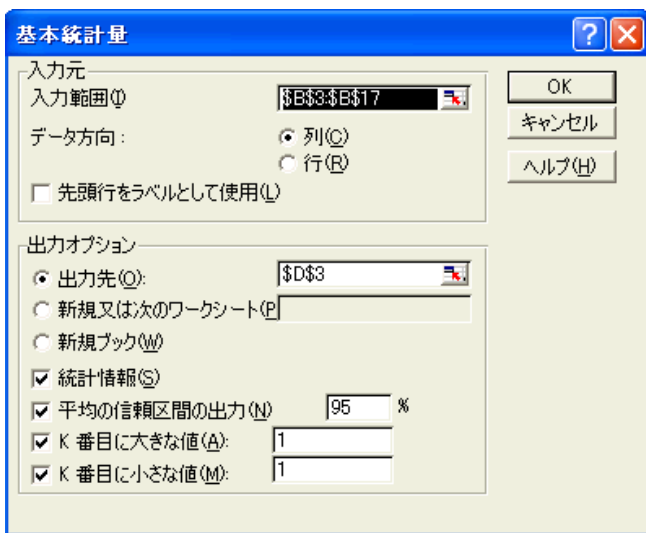 基本統計量
入力元
入力範囲(I)
$B$3:$B$17
OK
データ方向:
列(C)
キャンセル
行(R)
ヘルプ(H)
先頭行をラベルとして使用(L)
出力オプション
出力先(O):
$D$3
新規又は次のワークシート(P
新規ブック(W)
統計情報(S)
平均の信頼区間の出力(N)
95
%
K 番目に大きな値(A):
1
K 番目に小さな値(M):
1